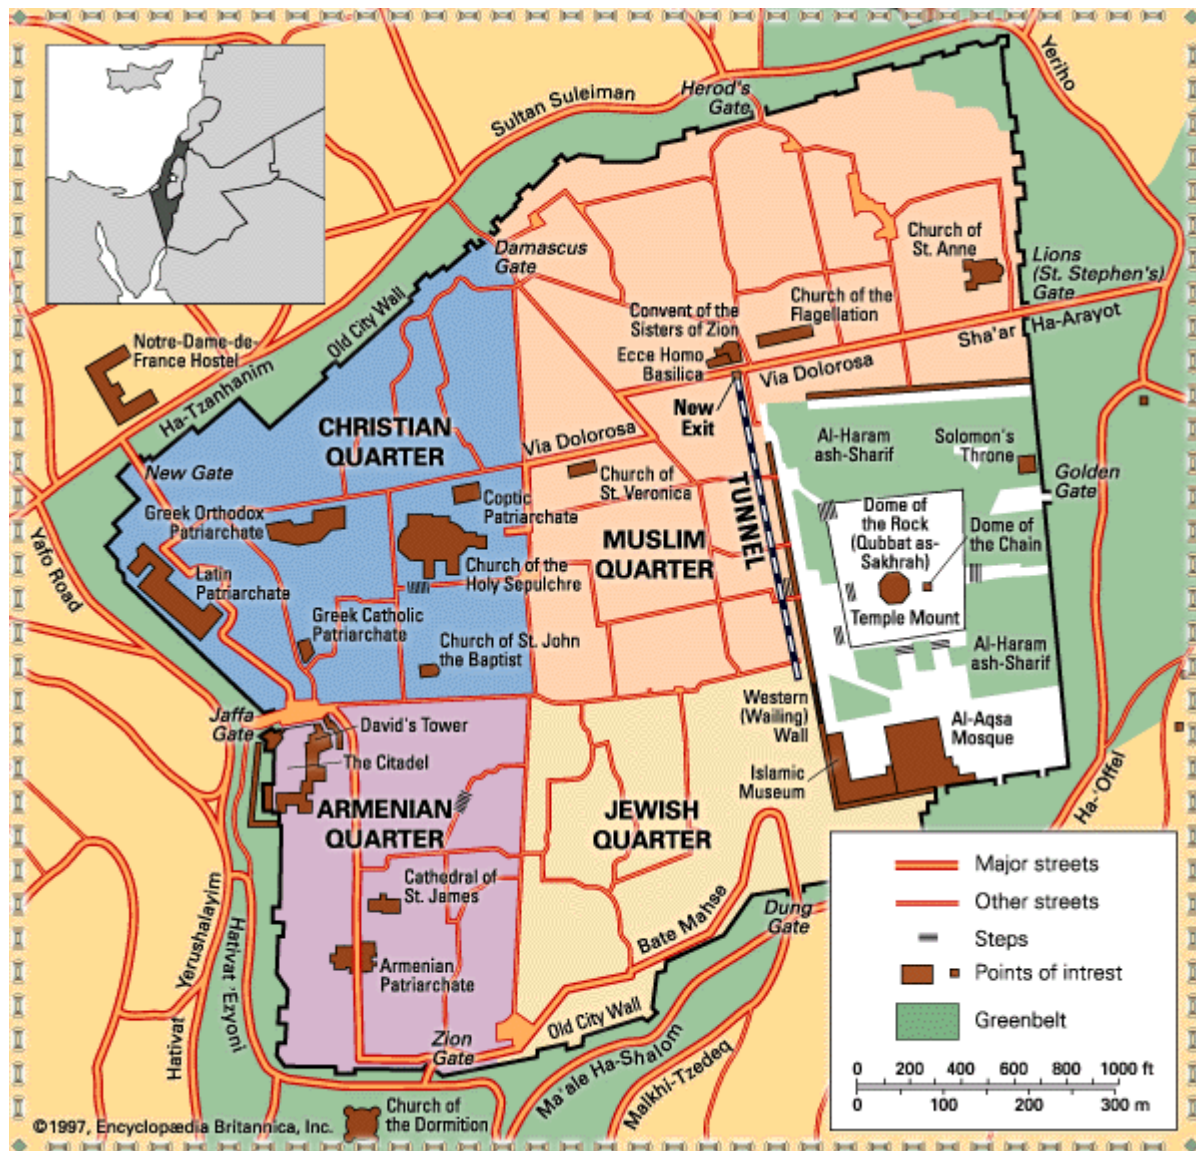 Sultan Suleiman
Herod's
Gate
Yeriho
Damascus
Gate
Church of
St. Anne
Lions
(St. Stephen's)
Gate
Old City Wall
Convent of the
Sisters of Zion
Church of the
Flagellation
Sha'ar Ha-Arayot
Notre-Dame-de-
France Hostel
Ecce Homo
Basilica
Via Dolorosa
Ha-Tzanhanim
New
Exit
CHRISTIAN
QUARTER
Via Dolorosa
Al-Haram
ash-Sharif
Solomon's
Throne
New Gate
Church of
St. Veronica
TUNNEL
Golden
Gate
Greek Orthodox
Patriarchate
Coptic
Patriarchate
Dome of
the Rock
(Qubbat as-
Sakhrah)
Dome of
the Chain
Yafo Road
MUSLIM
QUARTER
Latin
Patriarchate
Church of the
Holy Sepulchre
Temple Mount
Greek Catholic
Patriarchate
Church of St. John
the Baptist
Al-Haram
ash-Sharif
Western
(Wailing)
Wall
Jaffa
Gate
David's Tower
Al-Aqsa
Mosque
The Citadel
Islamic
Museum
Ha-'Offel
ARMENIAN
QUARTER
JEWISH
QUARTER
Cathedral of
St. James
Bate Mahse
Dung
Gate
Hativat Yerushalayim
Hativat 'Ezyoni
Armenian
Patriarchate
Old City Wall
Zion
Gate
Ma'ale Ha-Shalom
Malkhi-Tzedeq
Church of
the Dormition
Major streets
Other streets
Steps
Points of intrest
Greenbelt
0 200 400 600 800 1000 ft
0 100 200 300 m
©1997, Encyclopædia Britannica, Inc.